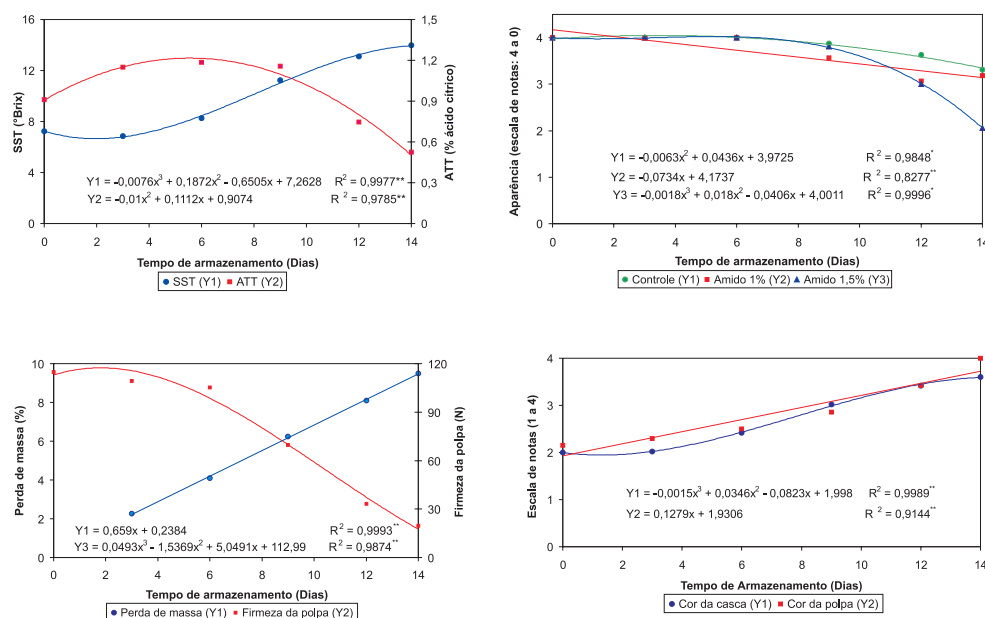 16
12
8
4
0
SST (°Brix)
1,5
1,2
0,9
0,6
0,3
0
ATT (% ácido cítrico)
Y1 = -0,0076x³ + 0,1872x² - 0,6505x + 7,2628 R² = 0,9977**
Y2 = -0,01x² + 0,1112x + 0,9074 R² = 0,9785**
0 2 4 6 8 10 12 14
Tempo de armazenamento (Dias)
SST (Y1) ATT (Y2)
5
4
3
2
1
0
Aparência (escala de notas: 4 a 0)
Y1 = -0,0063x² + 0,0436x + 3,9725 R² = 0,9848*
Y2 = -0,0734x + 4,1737 R² = 0,8277**
Y3 = -0,0018x³ + 0,018x² - 0,0406x + 4,0011 R² = 0,9996*
0 2 4 6 8 10 12 14
Tempo de armazenamento (Dias)
Controle (Y1) Amido 1% (Y2) Amido 1,5% (Y3)
10
8
6
4
2
0
Perda de massa (%)
120
90
60
30
0
Firmeza da polpa (N)
Y1 = 0,659x + 0,2384 R² = 0,9993**
Y3 = 0,0493x³ - 1,5369x² + 5,0491x + 112,99 R² = 0,9874**
0 2 4 6 8 10 12 14
Tempo de armazenamento (Dias)
Perda de massa (Y1) Firmeza da polpa (Y2)
4
3
2
1
0
Escala de notas (1 a 4)
Y1 = -0,0015x³ + 0,0346x² - 0,0823x + 1,998 R² = 0,9989**
Y2 = 0,1279x + 1,9306 R² = 0,9144**
0 2 4 6 8 10 12 14
Tempo de Armazenamento (Dias)
Cor da casca (Y1) Cor da polpa (Y2)